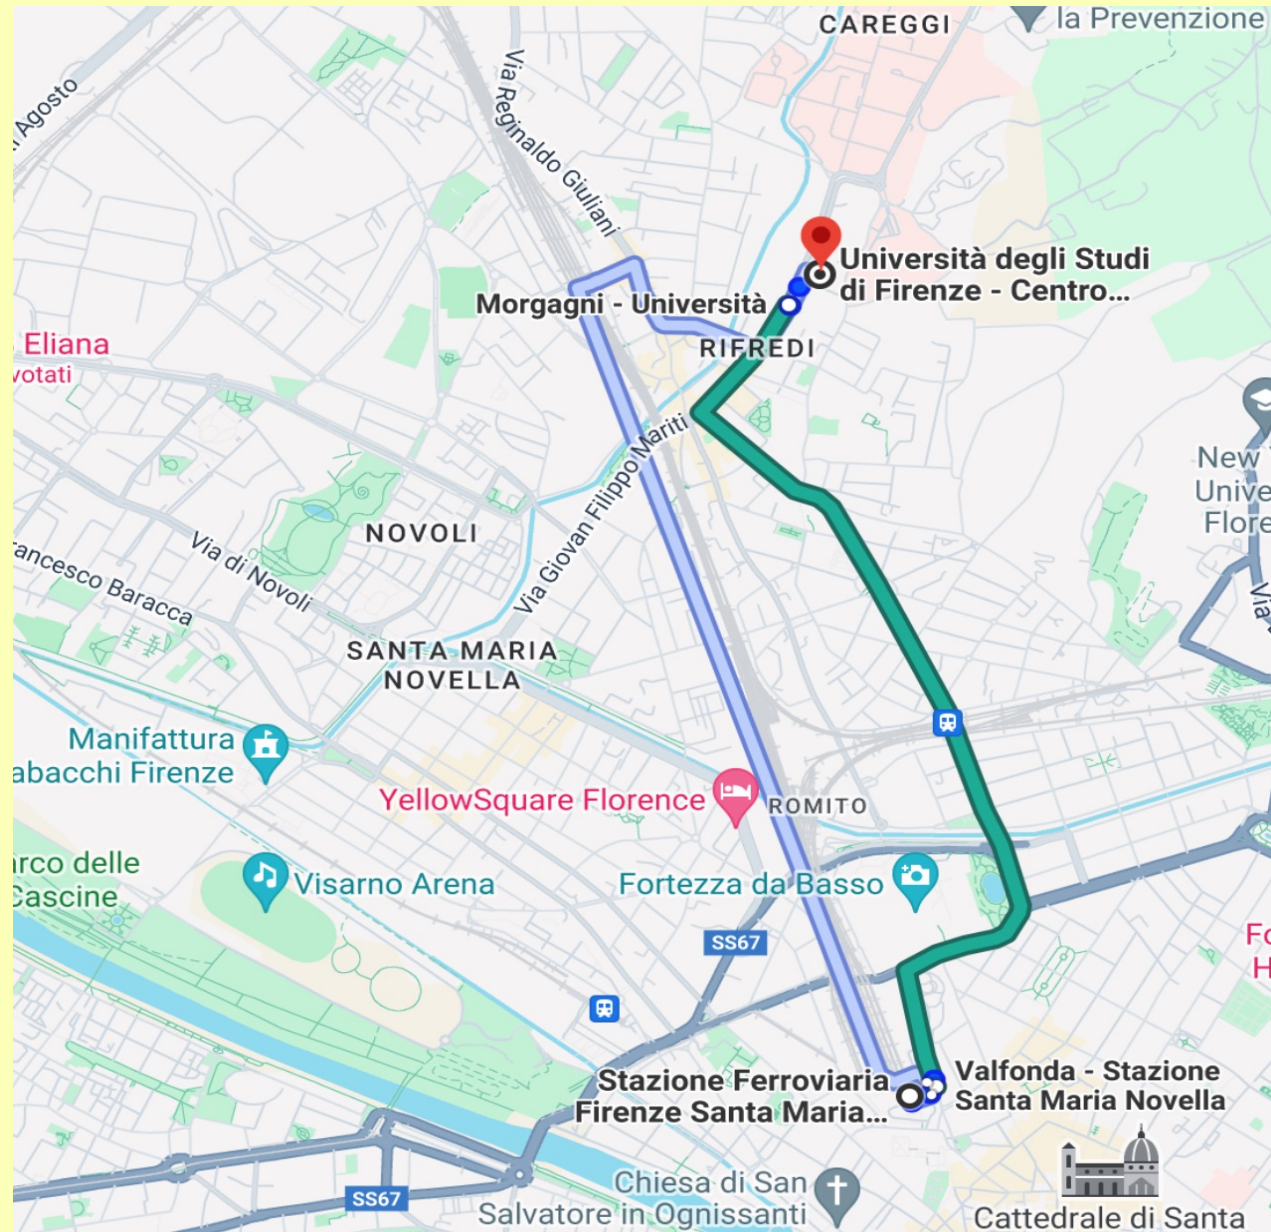 CAREGGI
la Prevenzione
Agosto
Via Reginaldo Giuliani
Università degli Studi
di Firenze - Centro...
Morgagni - Università
RIFREDI
Eliana
votati
Via Giovan Filippo Mariti
New
Unive
Flore
NOVOLI
Via di Novoli
ancesco Baracca
Via
SANTA MARIA
NOVELLA
Manifattura
abacchi Firenze
YellowSquare Florence
ROMITO
arco delle
Cascine
Visarno Arena
Fortezza da Basso
SS67
Fo
H
Stazione Ferroviaria
Firenze Santa Maria...
Valfonda - Stazione
Santa Maria Novella
SS67
Chiesa di San
Salvatore in Ognissanti
Cattedrale di Santa